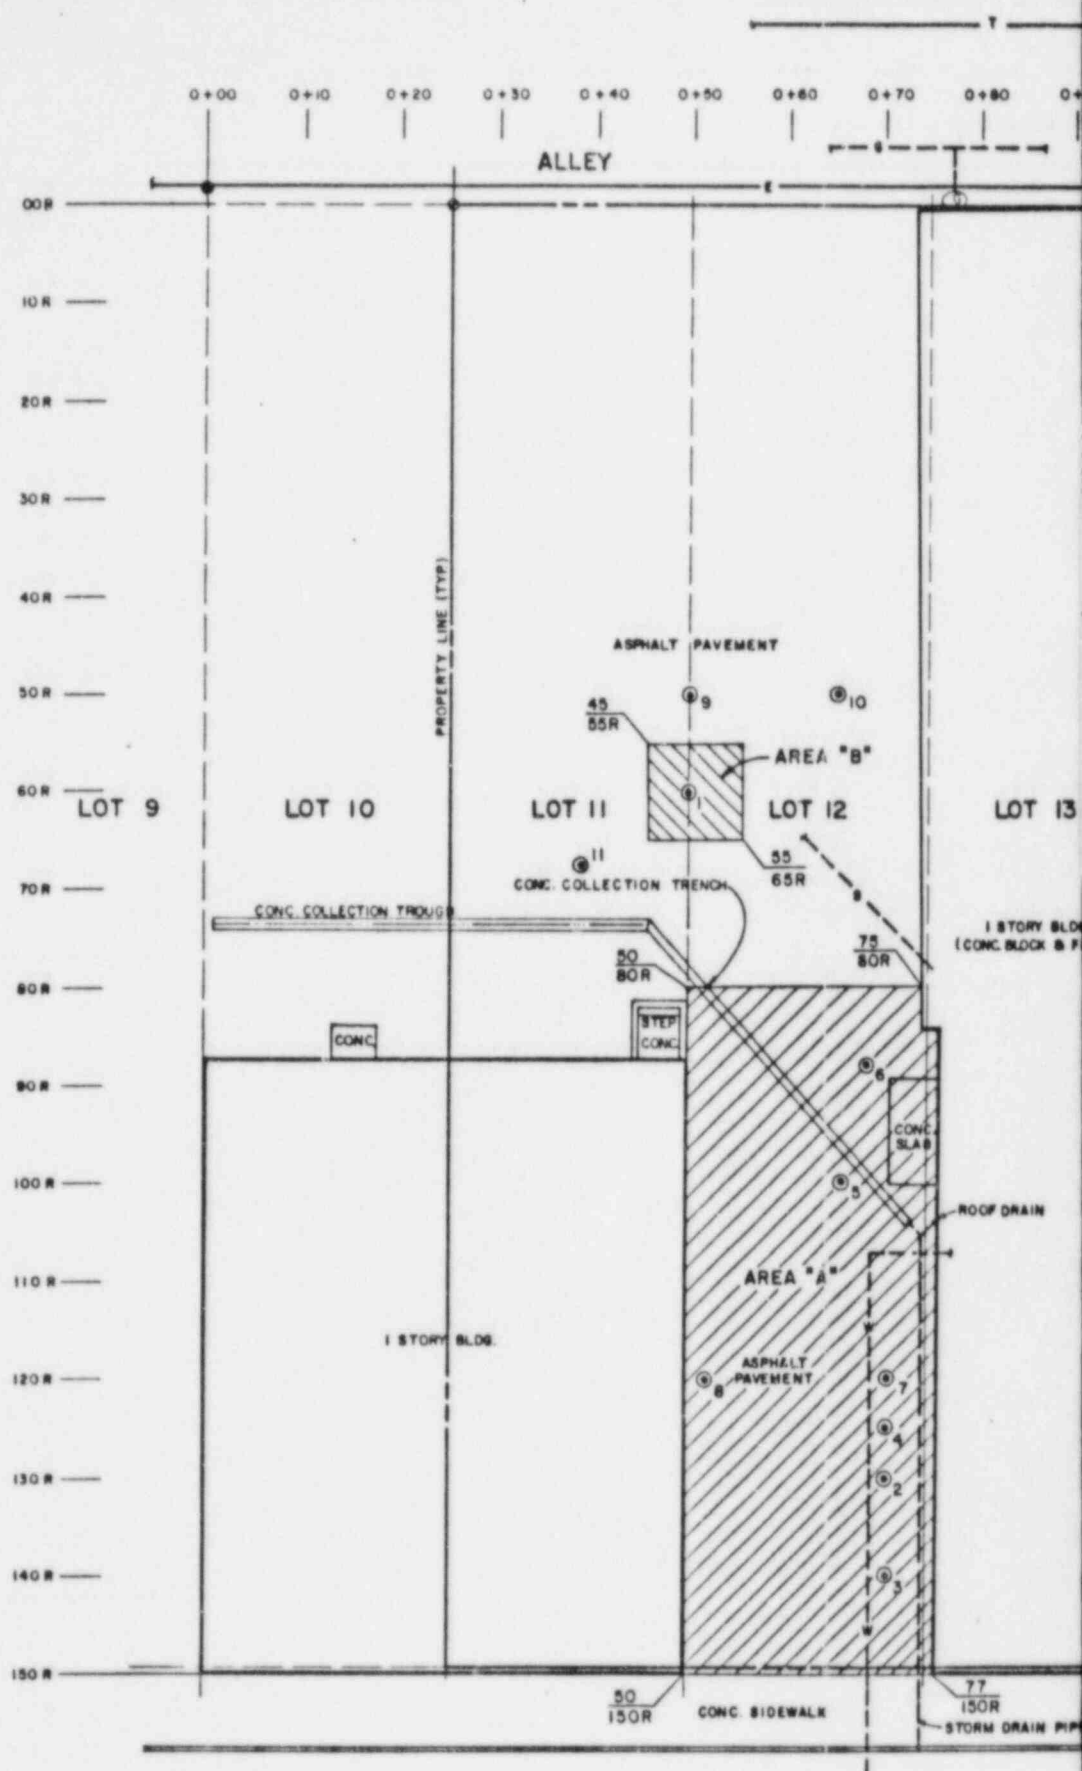 T
0+00 0+10 0+20 0+30 0+40 0+50 0+60 0+70 0+80 0+
G
ALLEY
E
00R
10R
20R
30R
40R
PROPERTY LINE (TYP)
ASPHALT PAVEMENT
50R
9
10
45
55R
AREA "B"
60R
1
LOT 9 LOT 10 LOT 11 LOT 12 LOT 13
11
55
65R
70R
CONC. COLLECTION TRENCH
CONC. COLLECTION TROUGH
1 STORY BLDG
(CONC. BLOCK & F
75
80R
50
80R
80R
STEP
CONC.
CONC.
90R
6
CONC.
SLAB
100R
5
ROOF DRAIN
110R
AREA "A"
W
1 STORY BLDG.
ASPHALT
PAVEMENT
120R
8
7
4
130R
2
140R
3
W
150R
50
150R
CONC. SIDEWALK
77
150R
STORM DRAIN PIPE